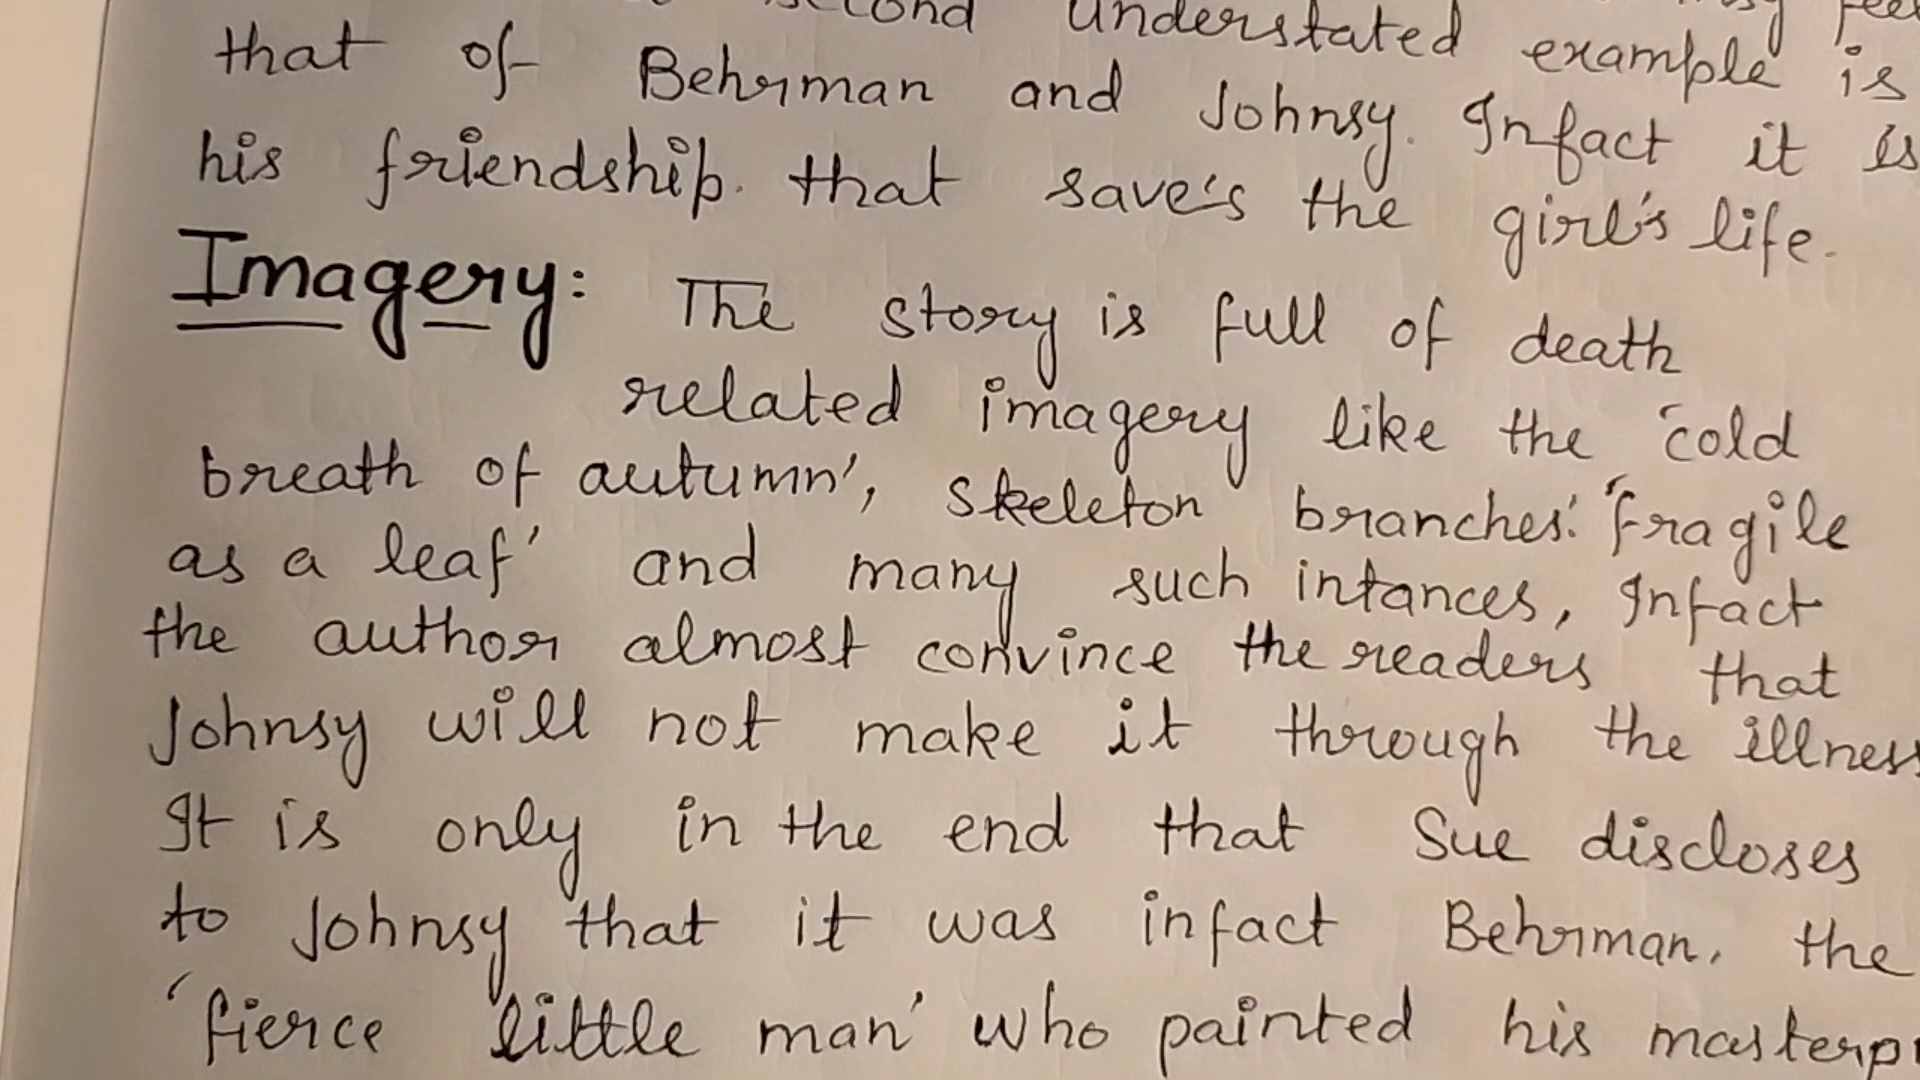 second understated example is
that of Behrman and Johnsy. Infact it is
his friendship. that save's the girl's life.
Imagery: The story is full of death
related imagery like the 'cold
breath of autumn', skeleton branches'. 'fragile
as a leaf' and many such intances, Infact
the author almost convince the readers that
Johnsy will not make it through the illness
It is only in the end that Sue discloses
to Johnsy that it was infact Behrman, the
'fierce little man' who painted his masterp